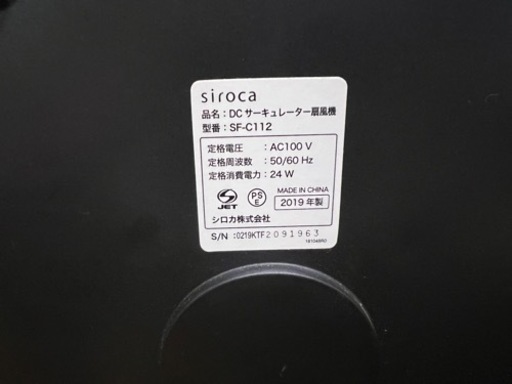 siroca
品名：DCサーキュレーター扇風機
型番：SF-C112
定格電圧：AC100 V
定格周波数：50/60 Hz
定格消費電力：24 W
S JET PS E MADE IN CHINA
2019 年製
シロカ株式会社
S/N :0219KTF2091963